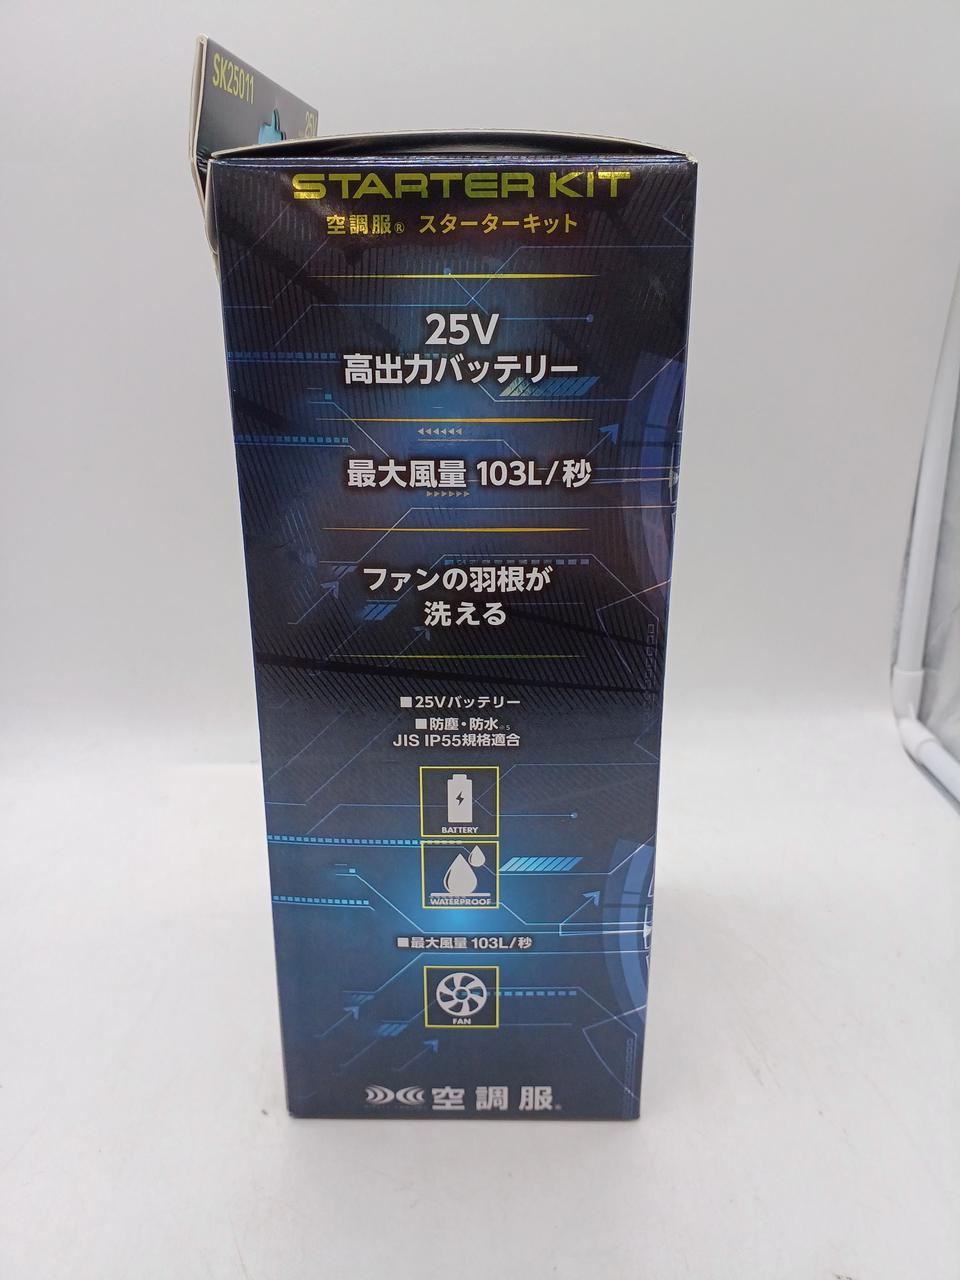 SK25011
25V
STARTER KIT
空調服® スターターキット
25V
高出力バッテリー
最大風量 103L/秒
ファンの羽根が
洗える
■25Vバッテリー
■防塵・防水※5
JIS IP55規格適合
BATTERY
WATERPROOF
■最大風量 103L/秒
FAN
空調服®